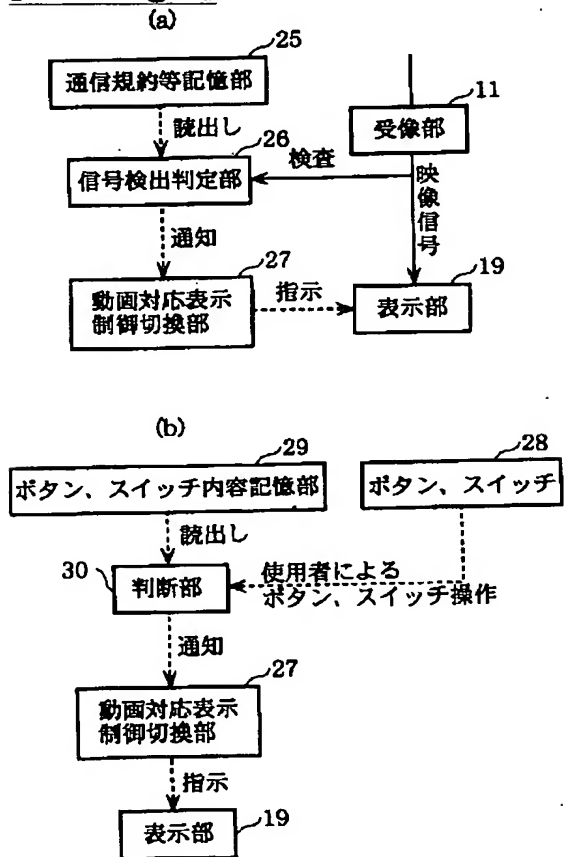 (a)
25
通信規約等記憶部
11
受像部
読出し
26
検査
信号検出判定部
映像信号
通知
27
19
動画対応表示
制御切換部
指示
表示部
(b)
29
28
ボタン、スイッチ内容記憶部
ボタン、スイッチ
読出し
30
判断部
使用者による
ボタン、スイッチ操作
通知
27
動画対応表示
制御切換部
指示
19
表示部